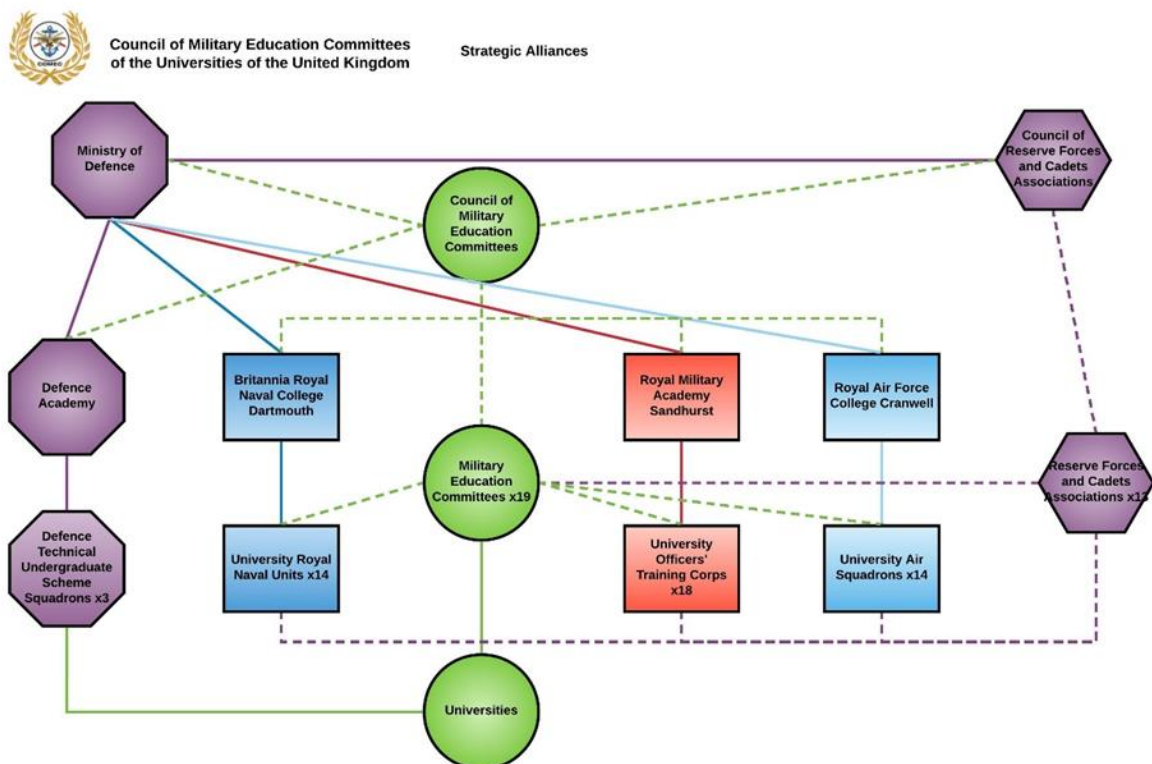 COMEC
Council of Military Education Committees
of the Universities of the United Kingdom
Strategic Alliances
Ministry of
Defence
Council of
Reserve Forces
and Cadets
Associations
Council of
Military
Education
Committees
Defence
Academy
Britannia Royal
Naval College
Dartmouth
Royal Military
Academy
Sandhurst
Royal Air Force
College Cranwell
Military
Education
Committees x19
Reserve Forces
and Cadets
Associations x13
Defence
Technical
Undergraduate
Scheme
Squadrons x3
University Royal
Naval Units x14
University
Officers'
Training Corps
x18
University Air
Squadrons x14
Universities